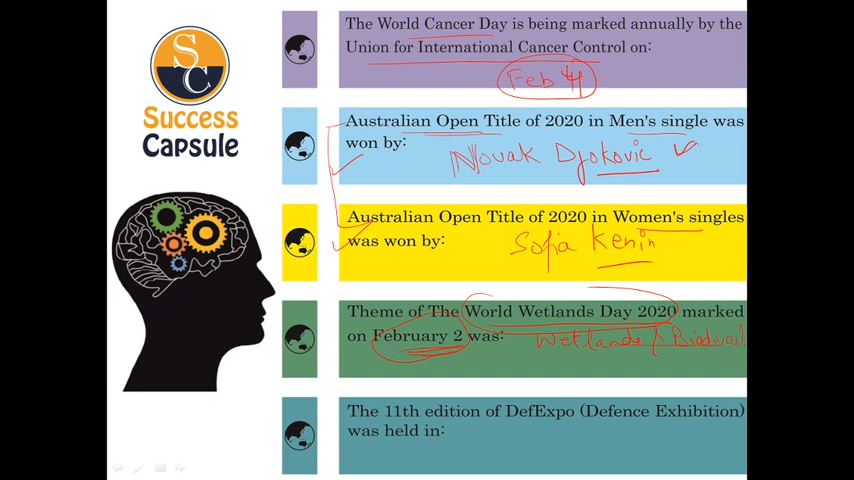 S
C
Success
Capsule
The World Cancer Day is being marked annually by the
Union for International Cancer Control on:
Feb 4
Australian Open Title of 2020 in Men's single was
won by:
Novak Djokovic
Australian Open Title of 2020 in Women's singles
was won by:
Sofia Kenin
Theme of The World Wetlands Day 2020 marked
on February 2 was:
Wetlands &
The 11th edition of DefExpo (Defence Exhibition)
was held in: